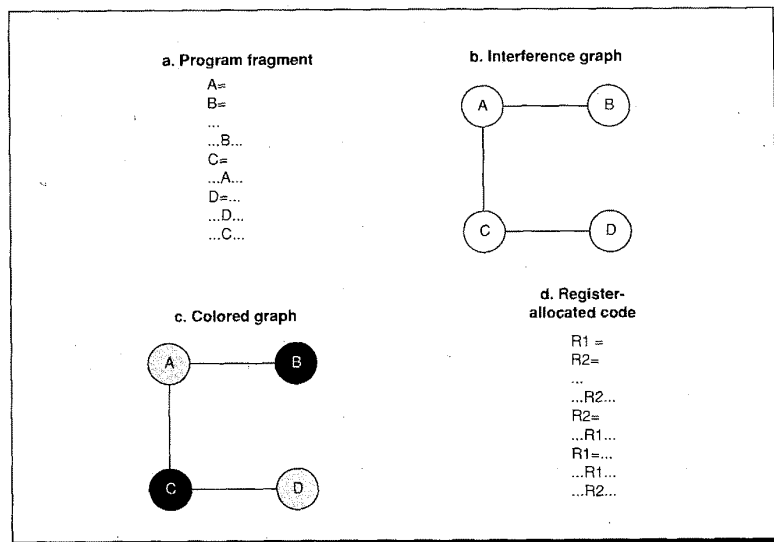 a. Program fragment
A=
B=
...
...B...
C=
...A...
D=...
...D...
...C...
b. Interference graph
A
B
C
D
c. Colored graph
A
B
C
D
d. Register-
allocated code
R1 =
R2=
...
...R2...
R2=
...R1...
R1=...
...R1...
...R2...